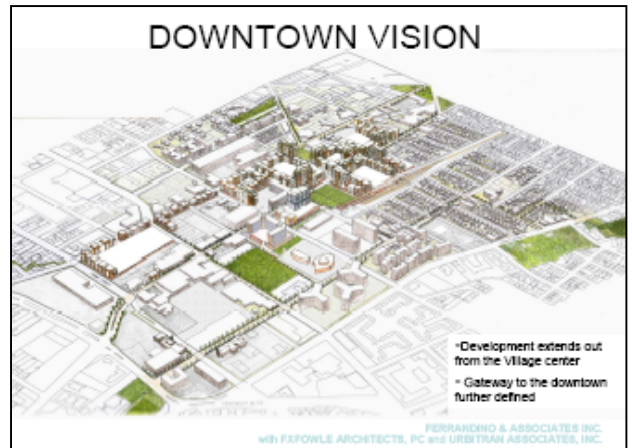 DOWNTOWN VISION
•Development extends out
from the Village center
• Gateway to the downtown
further defined
FERRANDINO & ASSOCIATES INC.
with FXFOWLE ARCHITECTS, PC and URBITRAN ASSOCIATES, INC.